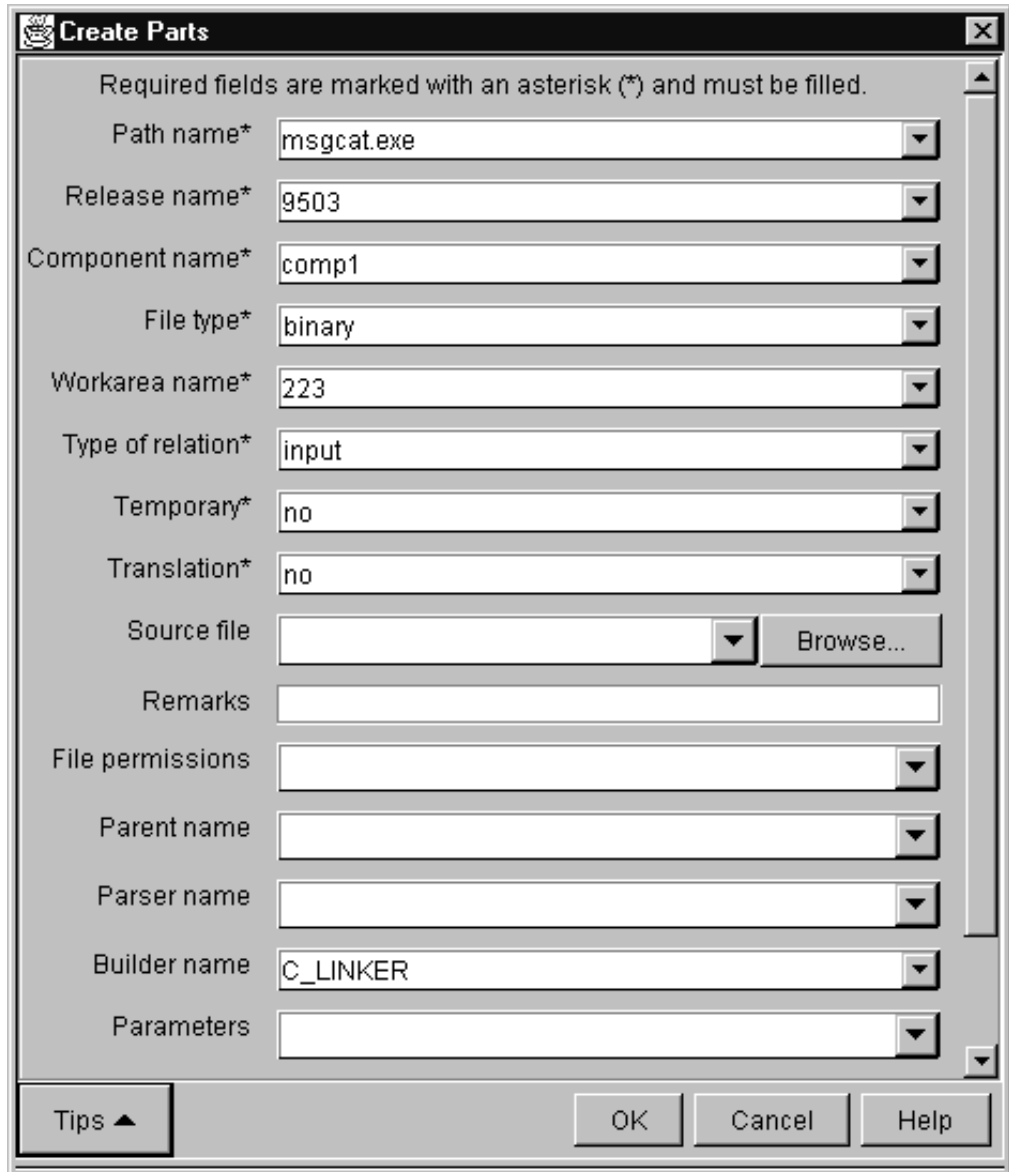 Create Parts
Required fields are marked with an asterisk (*) and must be filled.
Path name* msgcat.exe
Release name* 9503
Component name* comp1
File type* binary
Workarea name* 223
Type of relation* input
Temporary* no
Translation* no
Source file Browse...
Remarks
File permissions
Parent name
Parser name
Builder name C_LINKER
Parameters
Tips OK Cancel Help